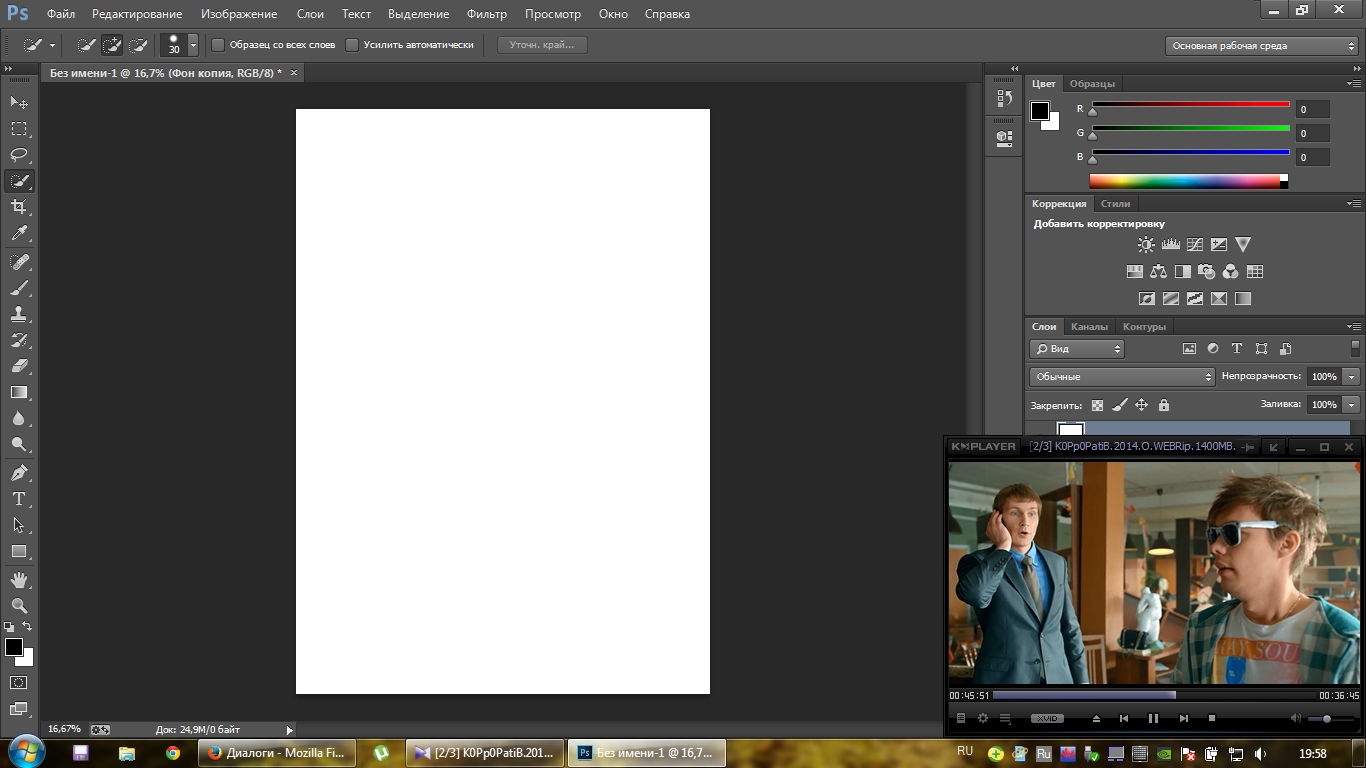 Ps Файл Редактирование Изображение Слои Текст Выделение Фильтр Просмотр Окно Справка
30 Образец со всех слоев Усилить автоматически Уточн. край... Основная рабочая среда
Без имени-1 @ 16,7% (Фон копия, RGB/8) * ×
Цвет Образцы
R 0
G 0
B 0
Коррекция Стили
Добавить корректировку
Слои Каналы Контуры
Вид
Обычные Непрозрачность: 100%
Закрепить: Заливка: 100%
KMPLAYER [2/3] K0Pp0PatiB.2014.O.WEBRip.1400MB.
DAY SOU
00:45:51 00:36:45
XVID
16,67% Док: 24,9M/0 байт
Диалоги - Mozilla Fi... [2/3] K0Pp0PatiB.201... Ps Без имени-1 @ 16,7... RU Ru 19:58